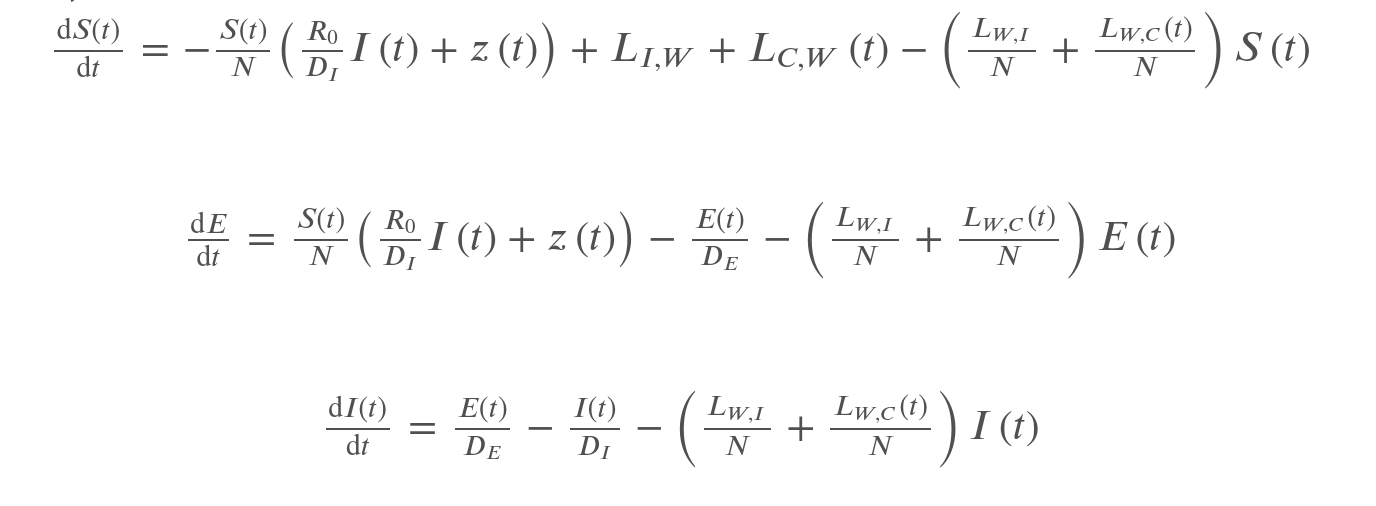 dS(t)/dt = −S(t)/N (R₀/D_I I(t) + z(t)) + L_{I,W} + L_{C,W}(t) − (L_{W,I}/N + L_{W,C}(t)/N) S(t)
dE/dt = S(t)/N (R₀/D_I I(t) + z(t)) − E(t)/D_E − (L_{W,I}/N + L_{W,C}(t)/N) E(t)
dI(t)/dt = E(t)/D_E − I(t)/D_I − (L_{W,I}/N + L_{W,C}(t)/N) I(t)